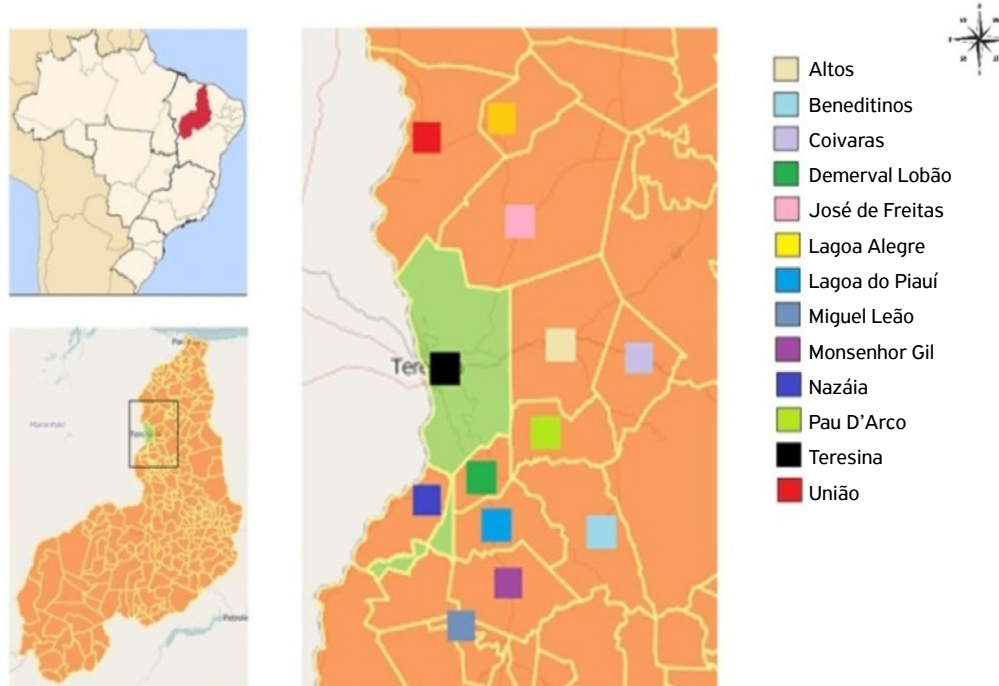 Altos
Beneditinos
Coivaras
Demerval Lobão
José de Freitas
Lagoa Alegre
Lagoa do Piauí
Miguel Leão
Monsenhor Gil
Nazáia
Pau D'Arco
Teresina
União
Maranhão